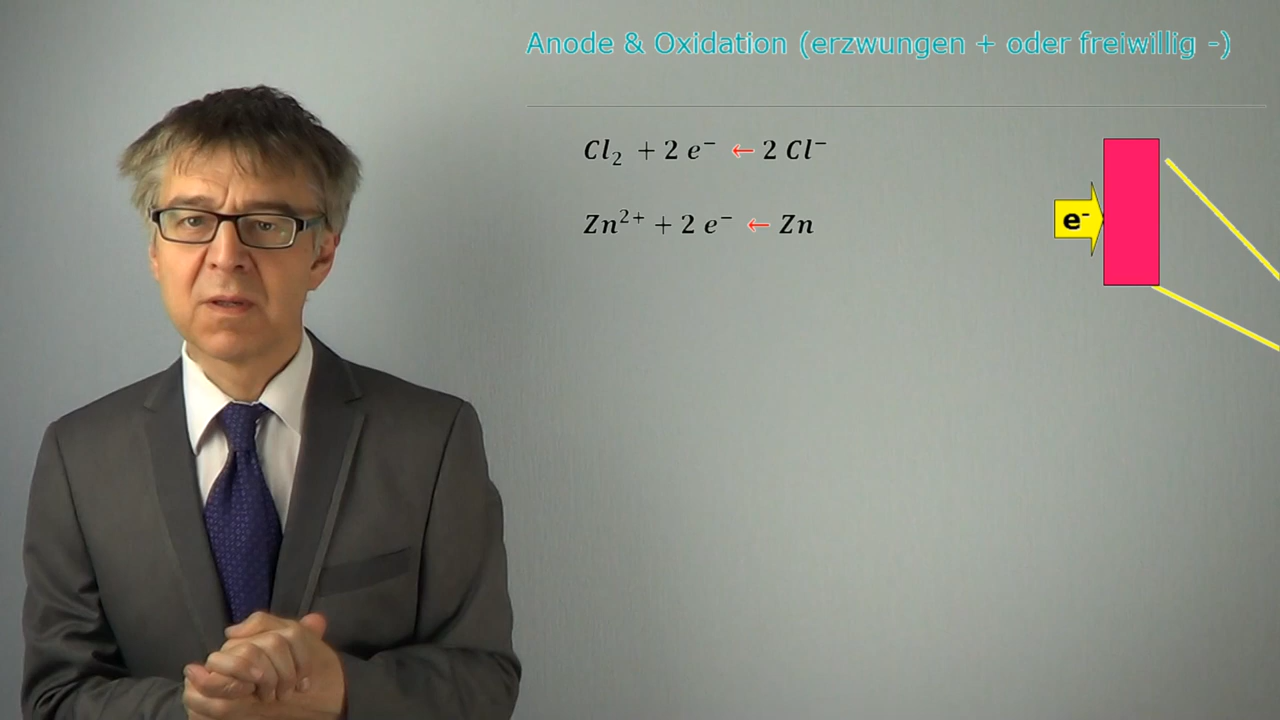 Anode & Oxidation (erzwungen + oder freiwillig -)
Cl₂ + 2 e⁻ ← 2 Cl⁻
Zn²⁺ + 2 e⁻ ← Zn
e⁻